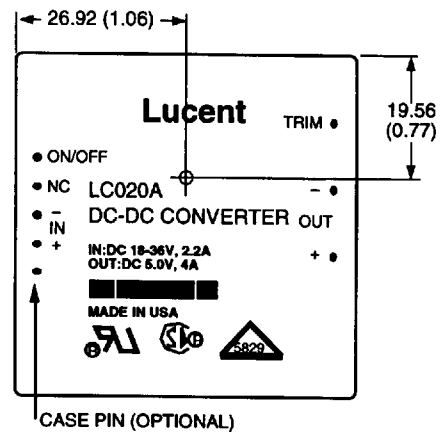 26.92 (1.06)
Lucent
TRIM
19.56
(0.77)
ON/OFF
NC
LC020A
–
–
IN
DC-DC CONVERTER
OUT
+
IN:DC 18-36V, 2.2A
+
OUT:DC 5.0V, 4A
MADE IN USA
5829
CASE PIN (OPTIONAL)